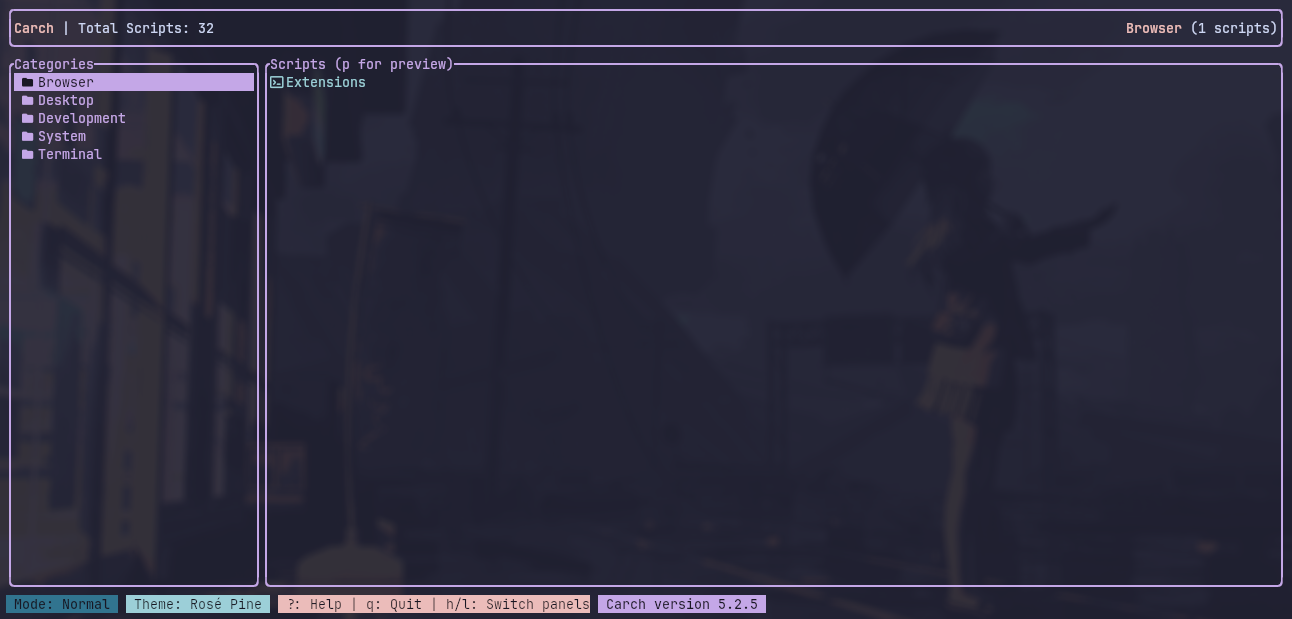 Carch | Total Scripts: 32 Browser (1 scripts)
Categories Scripts (p for preview)
Browser Extensions
Desktop
Development
System
Terminal
Mode: Normal Theme: Rosé Pine ?: Help | q: Quit | h/l: Switch panels Carch version 5.2.5